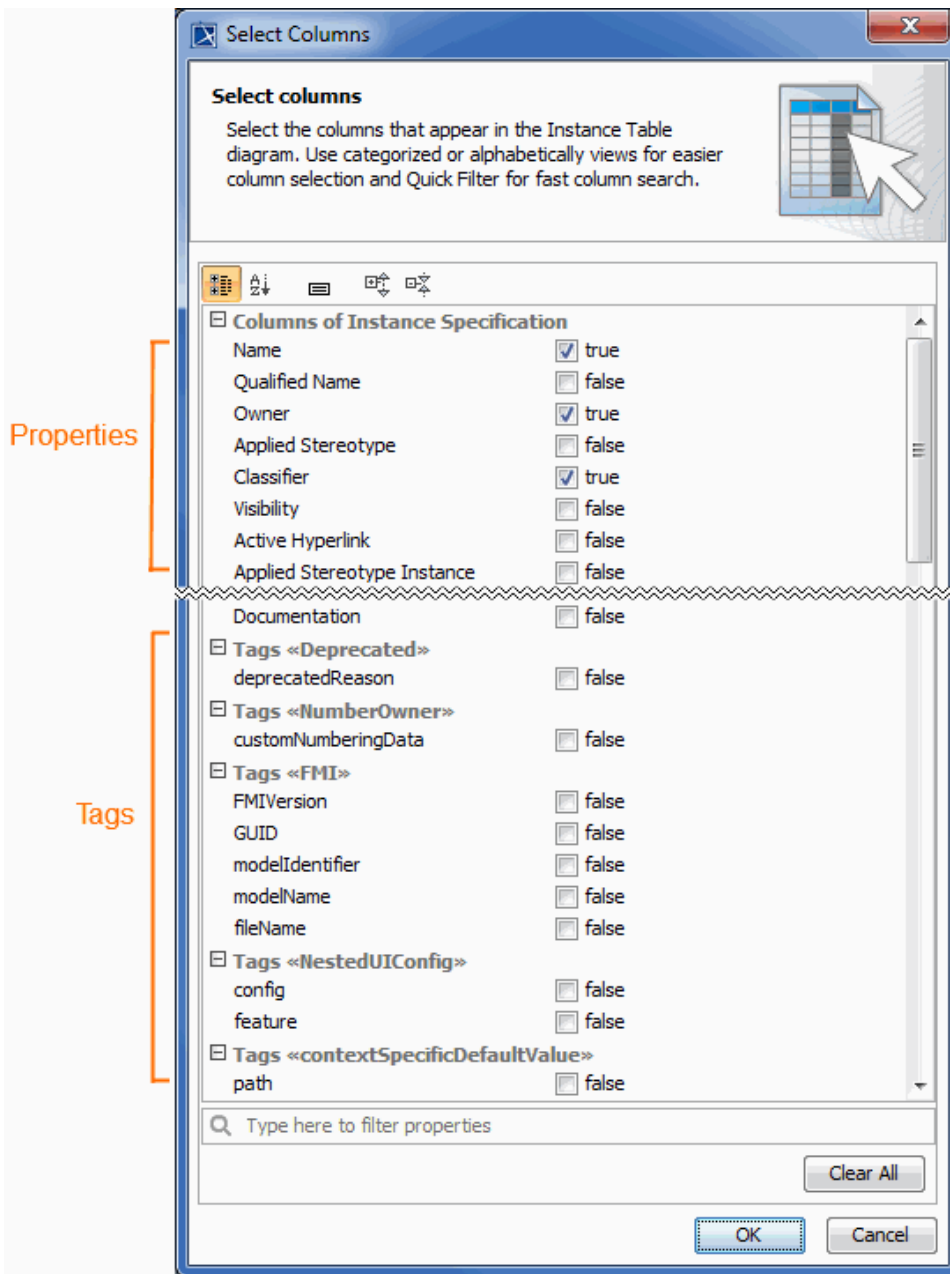 Select Columns
Select columns
Select the columns that appear in the Instance Table
diagram. Use categorized or alphabetically views for easier
column selection and Quick Filter for fast column search.
Columns of Instance Specification
Name true
Qualified Name false
Owner true
Properties
Applied Stereotype false
Classifier true
Visibility false
Active Hyperlink false
Applied Stereotype Instance false
Documentation false
Tags «Deprecated»
deprecatedReason false
Tags «NumberOwner»
customNumberingData false
Tags «FMI»
FMIVersion false
Tags
GUID false
modelIdentifier false
modelName false
fileName false
Tags «NestedUIConfig»
config false
feature false
Tags «contextSpecificDefaultValue»
path false
Type here to filter properties
Clear All
OK Cancel